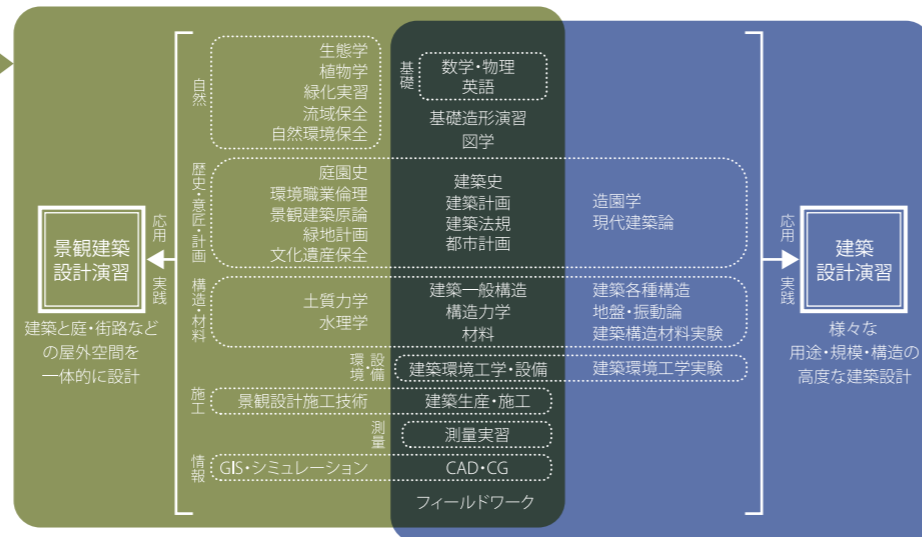 自然
生態学
植物学
緑化実習
流域保全
自然環境保全
基礎
数学・物理
英語
基礎造形演習
図学
歴史・意匠・計画
庭園史
環境職業倫理
景観建築原論
緑地計画
文化遺産保全
建築史
建築計画
建築法規
都市計画
造園学
現代建築論
景観建築
設計演習
応用
実践
建築と庭・街路など
の屋外空間を
一体的に設計
応用
実践
建築
設計演習
様々な
用途・規模・構造の
高度な建築設計
構造・材料
土質力学
水理学
建築一般構造
構造力学
材料
建築各種構造
地盤・振動論
建築構造材料実験
環境・設備
建築環境工学・設備
建築環境工学実験
施工
景観設計施工技術
建築生産・施工
測量
測量実習
情報
GIS・シミュレーション
CAD・CG
フィールドワーク